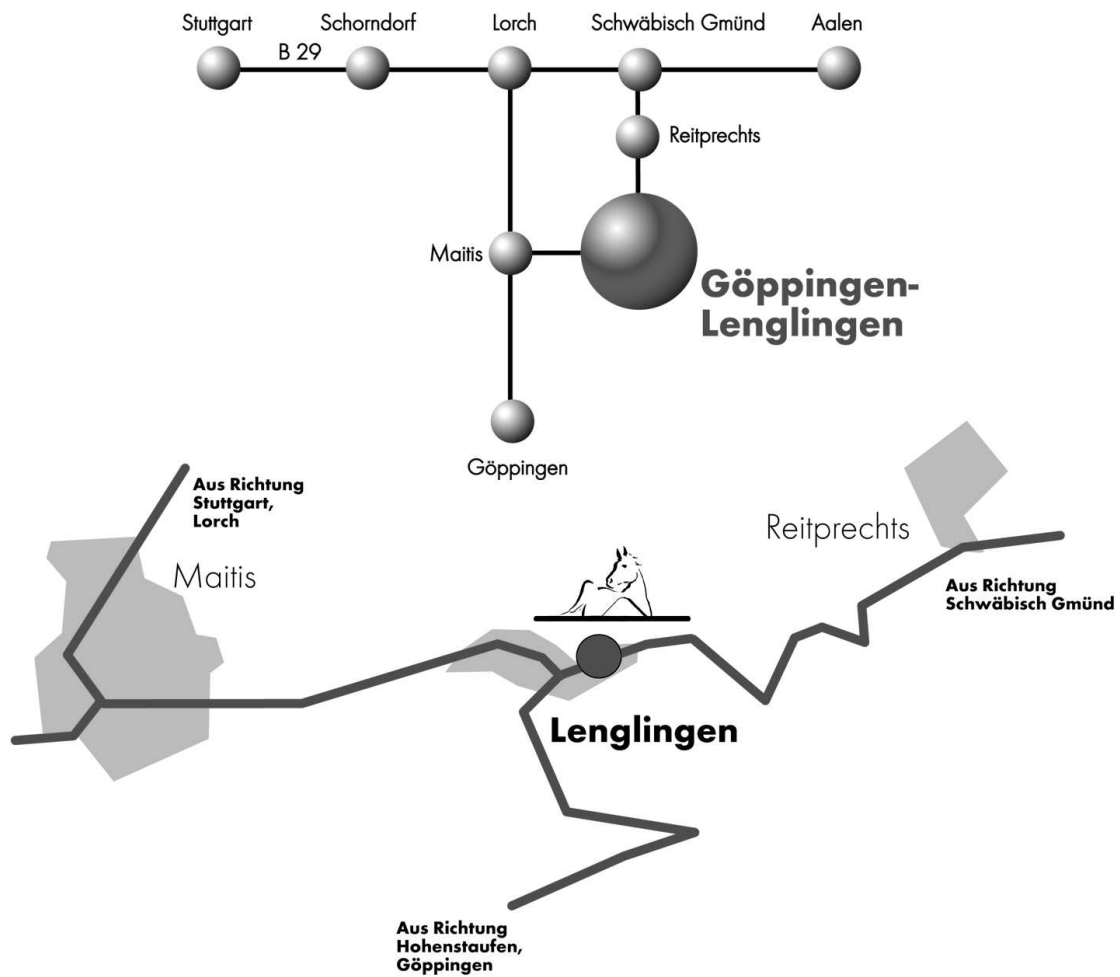 Stuttgart
Schorndorf
Lorch
Schwäbisch Gmünd
Aalen
B 29
Reitprechts
Maitis
Göppingen-
Lenglingen
Göppingen
Aus Richtung
Stuttgart,
Lorch
Maitis
Reitprechts
Aus Richtung
Schwäbisch Gmünd
Lenglingen
Aus Richtung
Hohenstaufen,
Göppingen